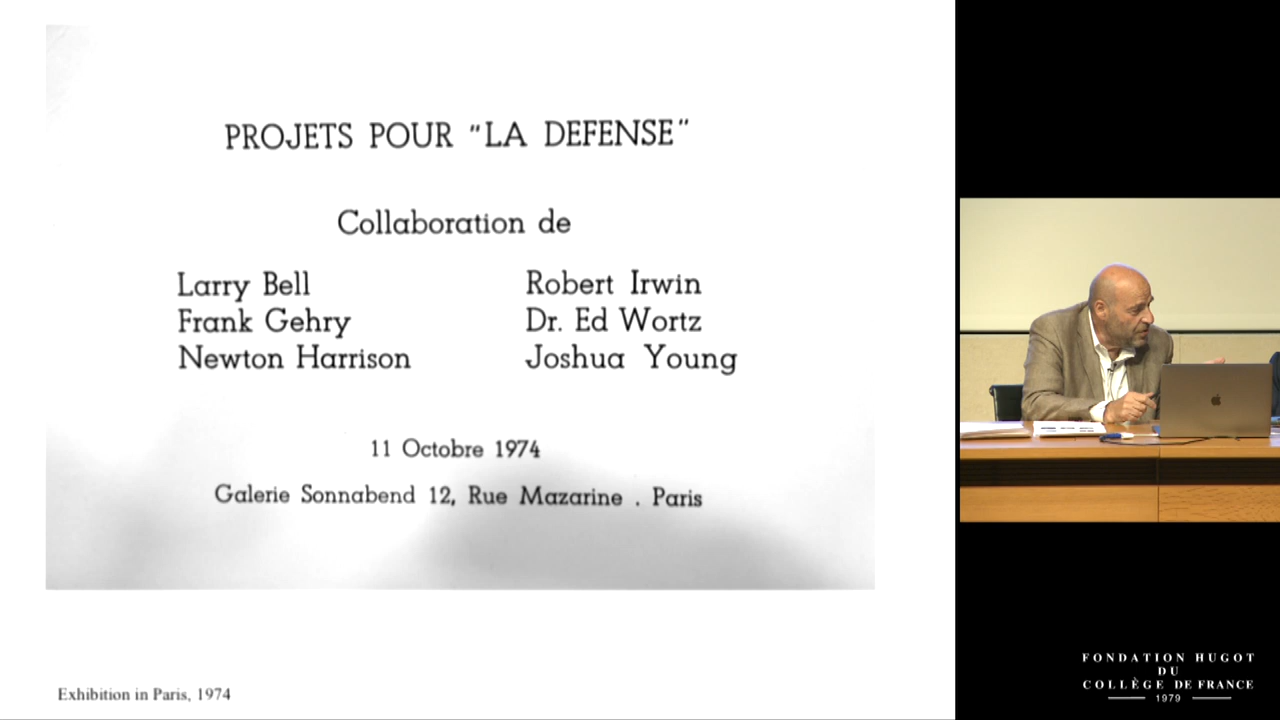 PROJETS POUR "LA DEFENSE"
Collaboration de
Larry Bell
Frank Gehry
Newton Harrison
Robert Irwin
Dr. Ed Wortz
Joshua Young
11 Octobre 1974
Galerie Sonnabend 12, Rue Mazarine . Paris
Exhibition in Paris, 1974
FONDATION HUGOT
DU
COLLÈGE DE FRANCE
1979